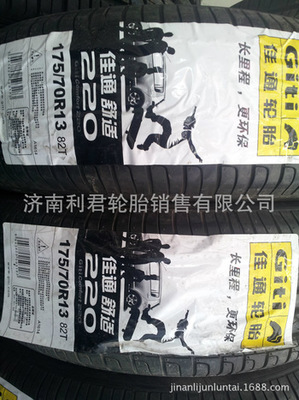 Giti
佳通轮胎
长里程，更环保
佳通 舒适
220
175/70R13 82T
济南利君轮胎销售有限公司
Giti
佳通轮胎
长里程，更环保
佳通 舒适
220
175/70R13 82T
jinanlijunluntai.1688.com